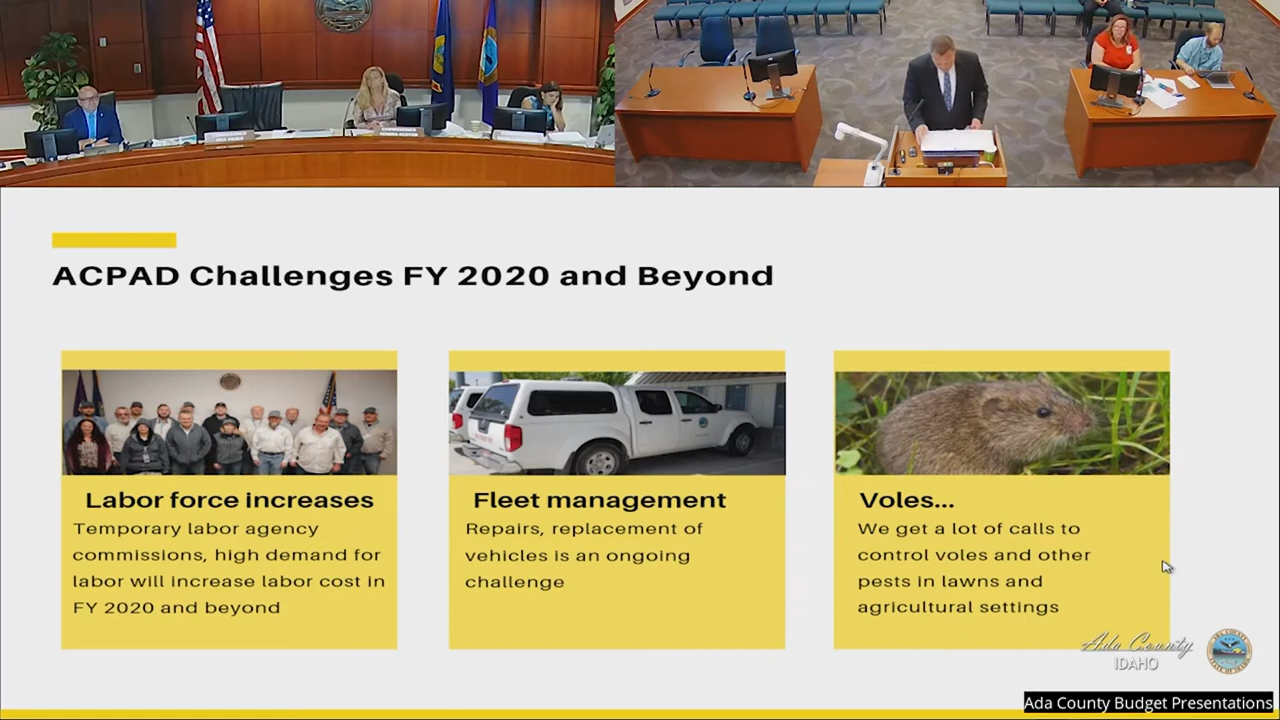 ACPAD Challenges FY 2020 and Beyond
Labor force increases
Temporary labor agency
commissions, high demand for
labor will increase labor cost in
FY 2020 and beyond
Fleet management
Repairs, replacement of
vehicles is an ongoing
challenge
Voles...
We get a lot of calls to
control voles and other
pests in lawns and
agricultural settings
Ada County
IDAHO
Ada County Budget Presentations